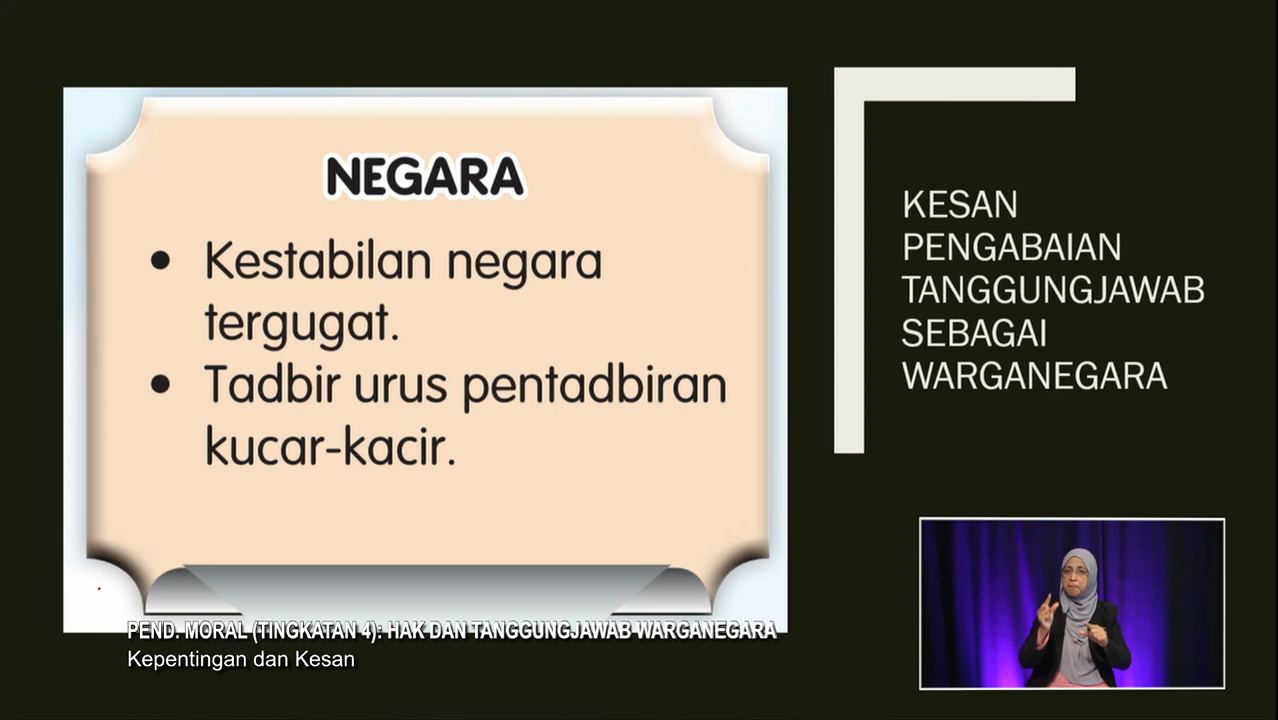 NEGARA
• Kestabilan negara
tergugat.
• Tadbir urus pentadbiran
kucar-kacir.
KESAN
PENGABAIAN
TANGGUNGJAWAB
SEBAGAI
WARGANEGARA
PEND. MORAL (TINGKATAN 4): HAK DAN TANGGUNGJAWAB WARGANEGARA
Kepentingan dan Kesan